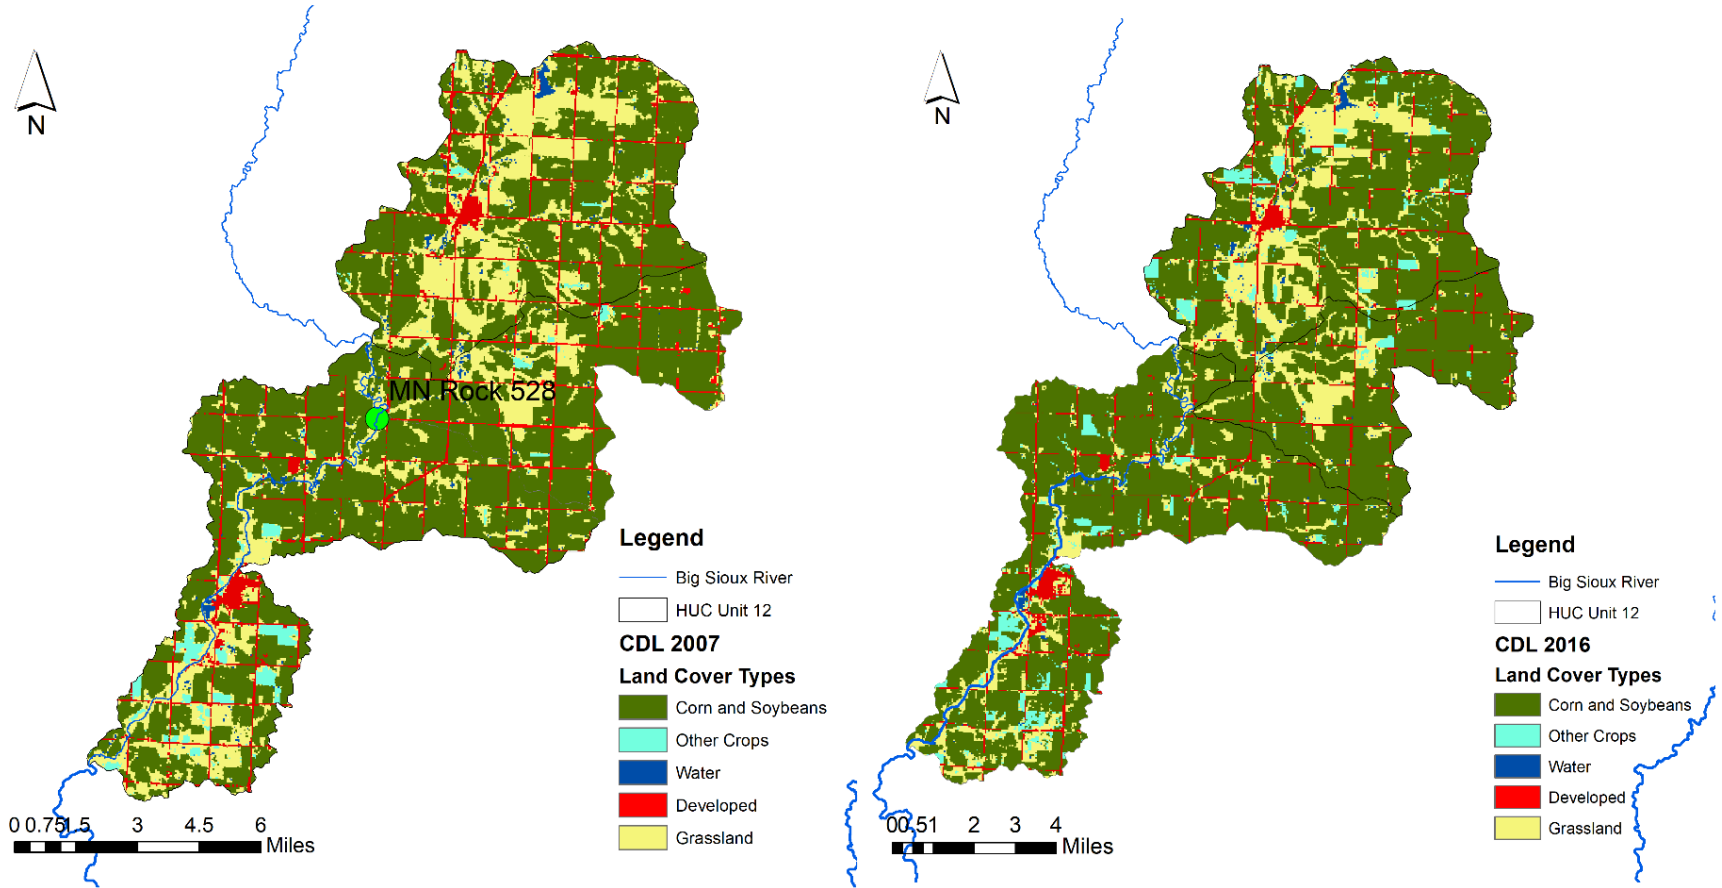 N
MN Rock 528
Legend
Big Sioux River
HUC Unit 12
CDL 2007
Land Cover Types
Corn and Soybeans
Other Crops
Water
Developed
Grassland
0 0.75 1.5 3 4.5 6
Miles
N
Legend
Big Sioux River
HUC Unit 12
CDL 2016
Land Cover Types
Corn and Soybeans
Other Crops
Water
Developed
Grassland
0 0.5 1 2 3 4
Miles